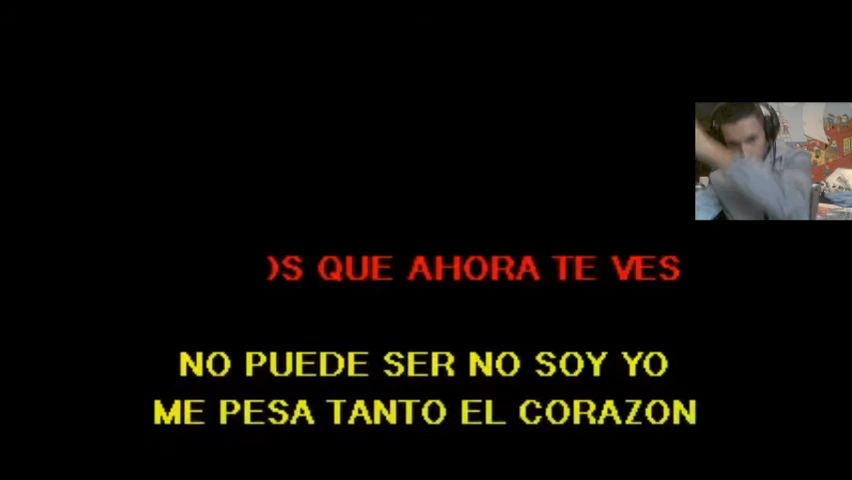 QUE AHORA TE VES
NO PUEDE SER NO SOY YO
ME PESA TANTO EL CORAZON